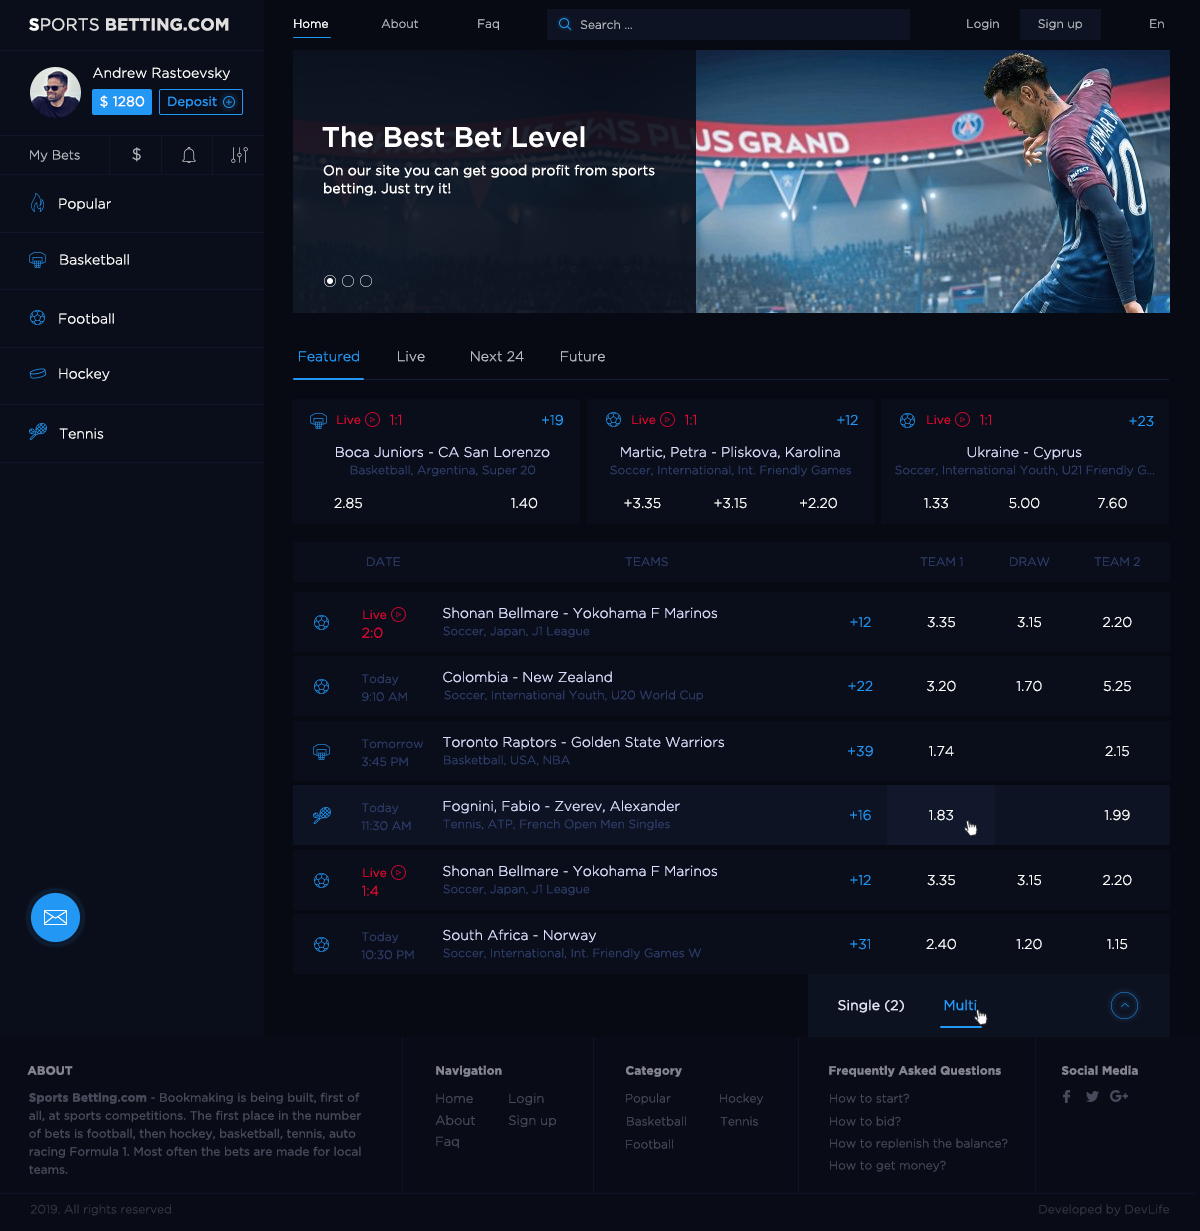 SPORTS BETTING.COM
Home
About
Faq
Search ...
Login
Sign up
En
Andrew Rastoevsky
$ 1280
Deposit
My Bets
$
Popular
Basketball
Football
Hockey
Tennis
The Best Bet Level
On our site you can get good profit from sports
betting. Just try it!
PLUS GRAND
NEYMAR JR
10
Featured
Live
Next 24
Future
Live 1:1 +19
Boca Juniors - CA San Lorenzo
Basketball, Argentina, Super 20
2.85 1.40
Live 1:1 +12
Martic, Petra - Pliskova, Karolina
Soccer, International, Int. Friendly Games
+3.35 +3.15 +2.20
Live 1:1 +23
Ukraine - Cyprus
Soccer, International Youth, U21 Friendly G...
1.33 5.00 7.60
DATE TEAMS TEAM 1 DRAW TEAM 2
Live
2:0
Shonan Bellmare - Yokohama F Marinos
Soccer, Japan, J1 League
+12 3.35 3.15 2.20
Today
9:10 AM
Colombia - New Zealand
Soccer, International Youth, U20 World Cup
+22 3.20 1.70 5.25
Tomorrow
3:45 PM
Toronto Raptors - Golden State Warriors
Basketball, USA, NBA
+39 1.74 2.15
Today
11:30 AM
Fognini, Fabio - Zverev, Alexander
Tennis, ATP, French Open Men Singles
+16 1.83 1.99
Live
1:4
Shonan Bellmare - Yokohama F Marinos
Soccer, Japan, J1 League
+12 3.35 3.15 2.20
Today
10:30 PM
South Africa - Norway
Soccer, International, Int. Friendly Games W
+31 2.40 1.20 1.15
Single (2)
Multi
ABOUT
Sports Betting.com - Bookmaking is being built, first of
all, at sports competitions. The first place in the number
of bets is football, then hockey, basketball, tennis, auto
racing Formula 1. Most often the bets are made for local
teams.
Navigation
Home
Login
About
Sign up
Faq
Category
Popular
Hockey
Basketball
Tennis
Football
Frequently Asked Questions
How to start?
How to bid?
How to replenish the balance?
How to get money?
Social Media
2019. All rights reserved
Developed by DevLife